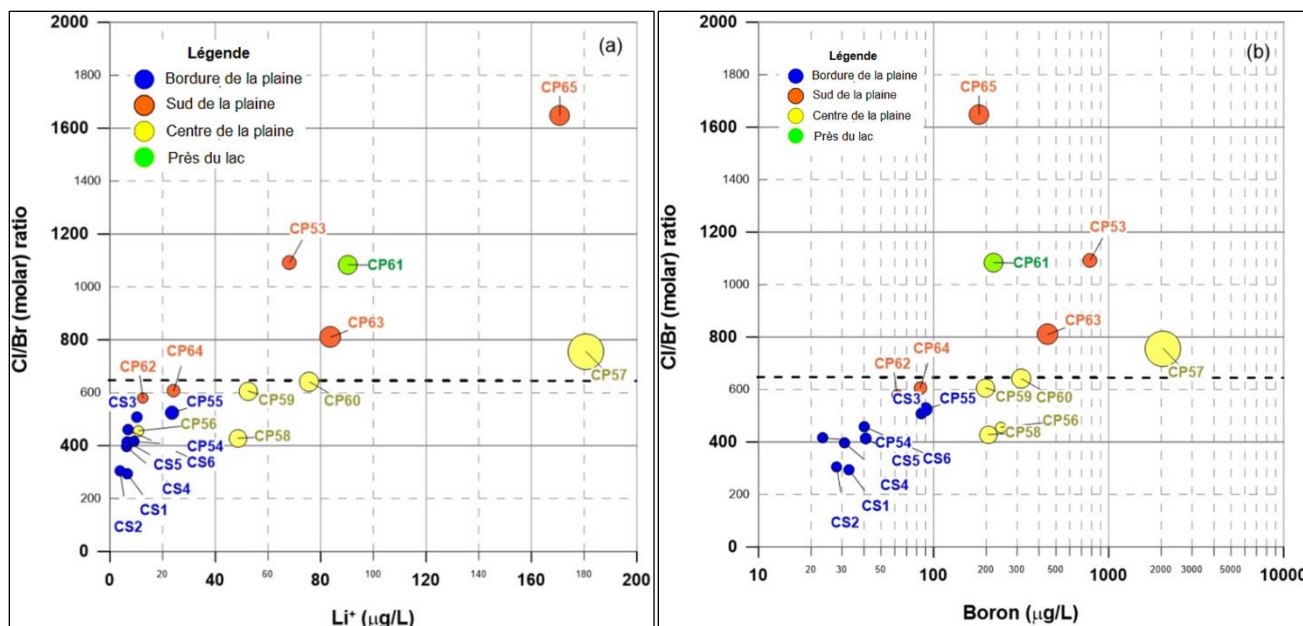 2000
(a)
Légende
Bordure de la plaine
Sud de la plaine
Centre de la plaine
Près du lac
1800
CP65
1600
1400
1200
CP53
CP61
1000
CP63
800
CP64
CP62
CP57
600
CS3
CP55
CP59
CP60
CP56
400
CP54
CP58
CS5
CS6
CS4
200
CS1
CS2
0
Cl/Br (molar) ratio
0 20 40 60 80 100 120 140 160 180 200
Li⁺ (µg/L)
2000
(b)
Légende
Bordure de la plaine
Sud de la plaine
Centre de la plaine
Près du lac
1800
CP65
1600
1400
1200
CP53
CP61
1000
CP63
800
CP64
CP62
CP57
600
CS3
CP55
CP59
CP60
CP56
400
CP54
CP58
CS5
CS6
CS4
200
CS1
CS2
0
Cl/Br (molar) ratio
10 20 30 100 200 300 500 1000 2000 3000 5000 10000
Boron (µg/L)